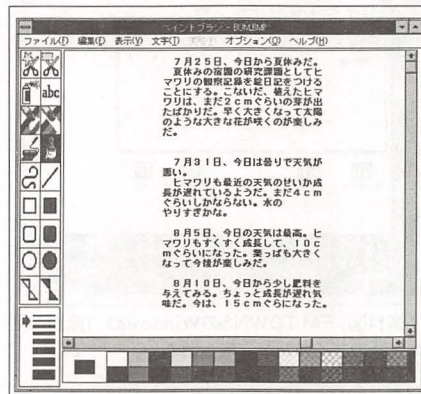 ペイントブラシ - BUM.BMP
ファイル(F) 編集(E) 表示(V) 文字(T) オプション(O) ヘルプ(H)
abc
7月25日、今日から夏休みだ。
夏休みの宿題の研究課題としてヒ
マワリの観察記録を絵日記をつける
ことにする。こないだ、植えたヒマ
ワリは、まだ2cmぐらいの芽が出
たばかりだ。早く大きくなって太陽
のような大きな花が咲くのが楽しみ
だ。
7月31日、今日は曇りで天気が
悪い。
ヒマワリも最近の天気のせいか成
長が遅れているようだ。まだ4cm
ぐらいしかならない。水の
やりすぎかな。
8月5日、今日の天気は最高。ヒ
マワリもすくすく成長して、10c
mぐらいになった。葉っぱも大きく
なって今後が楽しみだ。
8月10日、今日から少し肥料を
与えてみる。ちょっと成長が遅れ気
味だ。今は、15cmぐらになった。